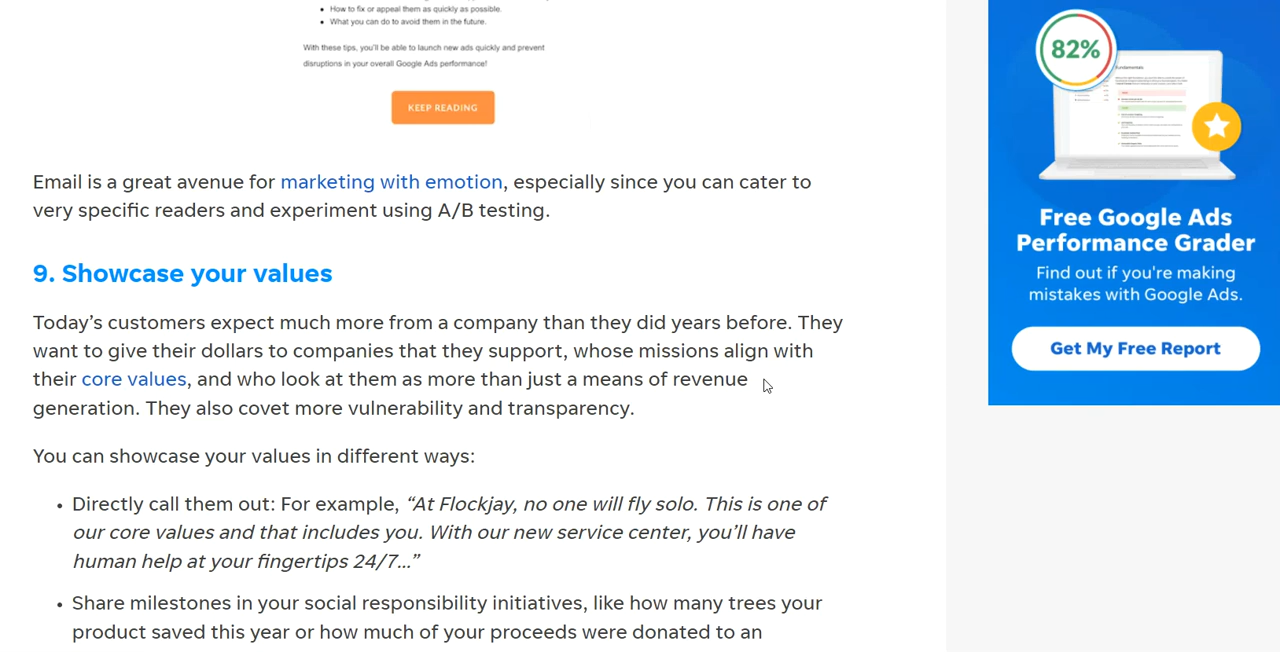 How to fix or appeal them as quickly as possible.
What you can do to avoid them in the future.
With these tips, you'll be able to launch new ads quickly and prevent
disruptions in your overall Google Ads performance!
KEEP READING
Email is a great avenue for marketing with emotion, especially since you can cater to
very specific readers and experiment using A/B testing.
9. Showcase your values
Today’s customers expect much more from a company than they did years before. They
want to give their dollars to companies that they support, whose missions align with
their core values, and who look at them as more than just a means of revenue
generation. They also covet more vulnerability and transparency.
You can showcase your values in different ways:
• Directly call them out: For example, “At Flockjay, no one will fly solo. This is one of
our core values and that includes you. With our new service center, you’ll have
human help at your fingertips 24/7…”
• Share milestones in your social responsibility initiatives, like how many trees your
product saved this year or how much of your proceeds were donated to an
82%
Free Google Ads
Performance Grader
Find out if you're making
mistakes with Google Ads.
Get My Free Report